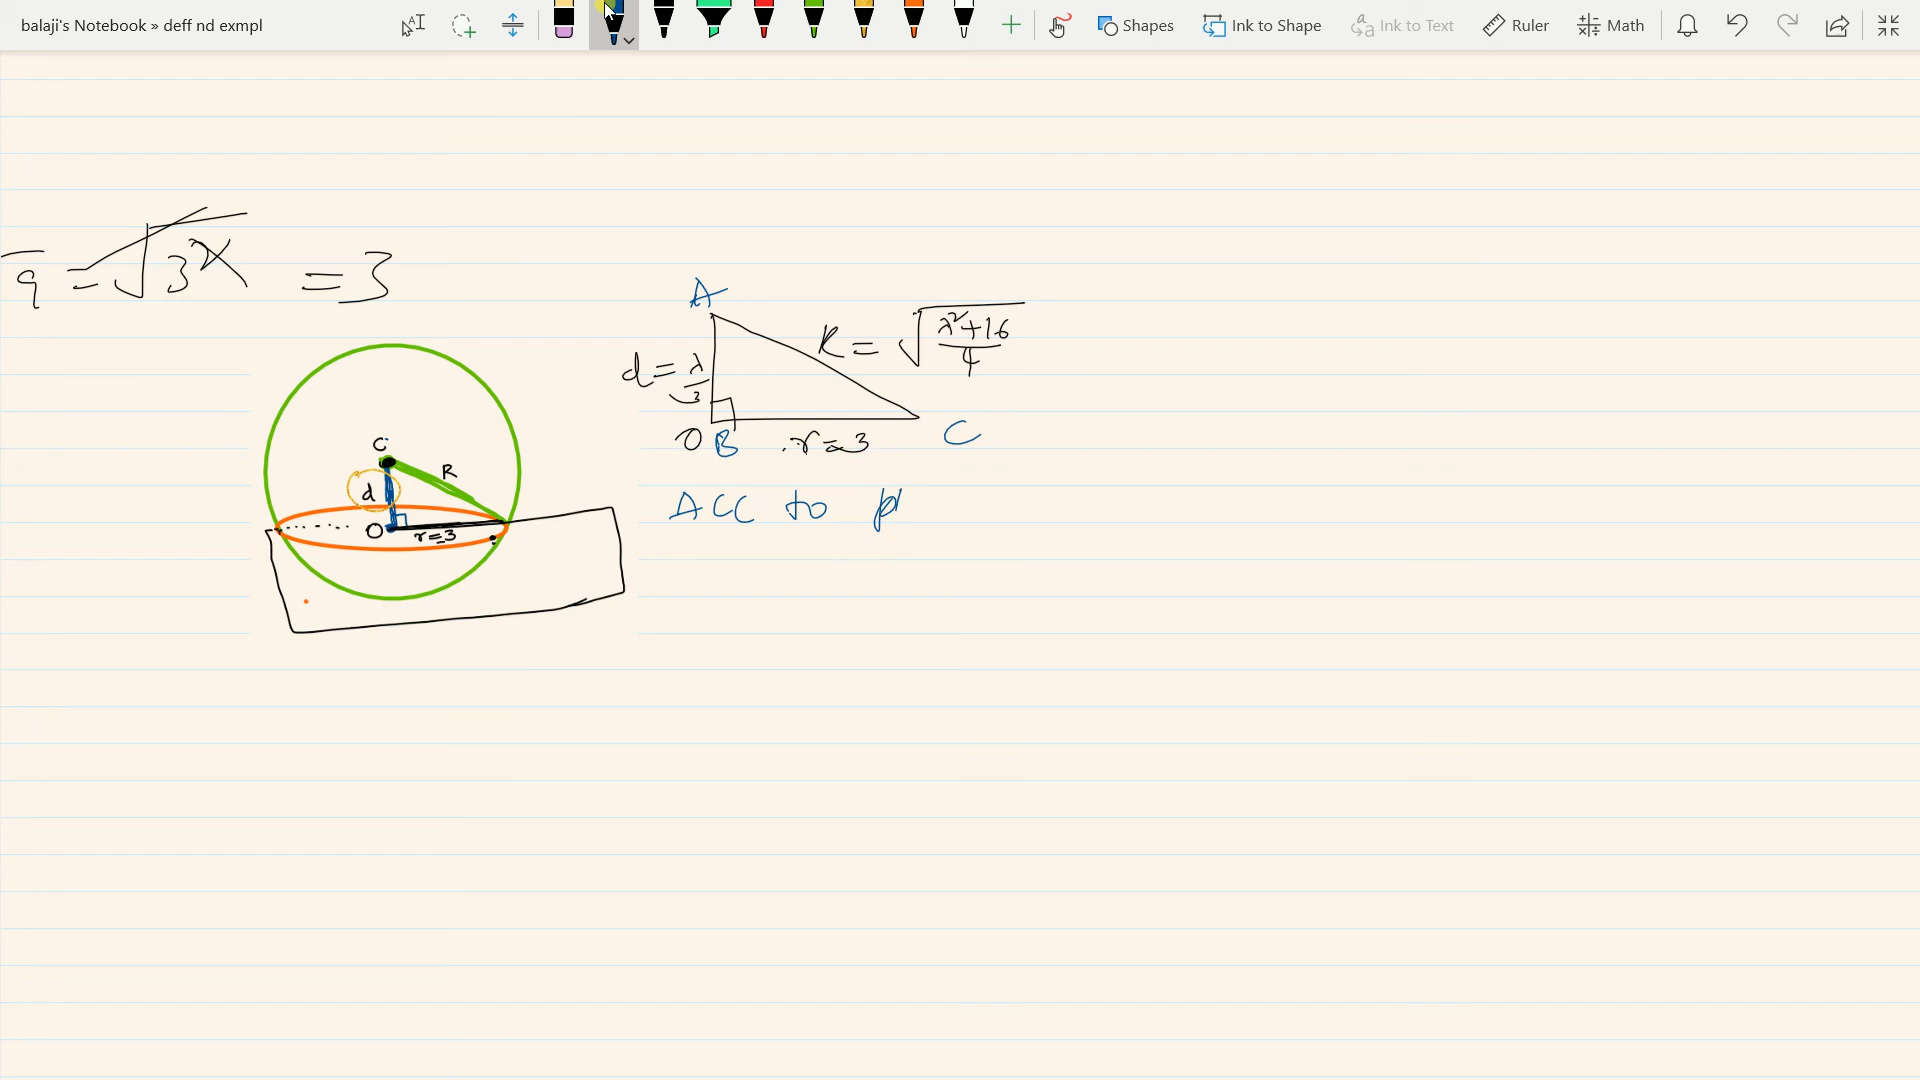 balaji's Notebook » deff nd exmpl
Shapes
Ink to Shape
Ink to Text
Ruler
Math
9 = √3² = 3
A
R = √(λ²+16)/4
d = λ/3
O B r=3 C
C
R
d
O r=3
ACC to p